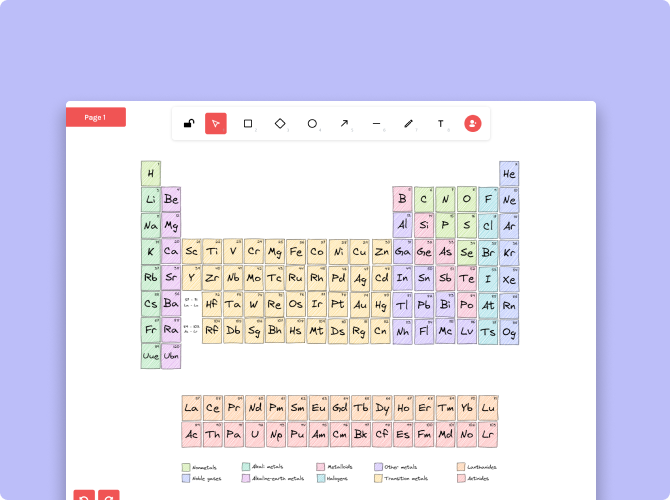 Page 1
H He
Li Be B C N O F Ne
Na Mg Al Si P S Cl Ar
K Ca Sc Ti V Cr Mg Fe Co Ni Cu Zn Ga Ge As Se Br Kr
Rb Sr Y Zr Nb Mo Tc Ru Rh Pd Ag Cd In Sn Sb Te I Xe
Cs Ba Hf Ta W Re Os Ir Pt Au Hg Tl Pb Bi Po At Rn
Fr Ra Rf Db Sg Bh Hs Mt Ds Rg Cn Nh Fl Mc Lv Ts Og
Uue Ubn
La Ce Pr Nd Pm Sm Eu Gd Tb Dy Ho Er Tm Yb Lu
Ac Th Pa U Np Pu Am Cm Bk Cf Es Fm Md No Lr
Nonmetals Alkali metals Metalloids Other metals Lanthanides
Noble gases Alkaline-earth metals Halogens Transition metals Actinides